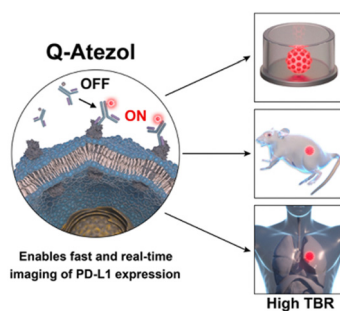 Q-Atezol
OFF
ON
Enables fast and real-time
imaging of PD-L1 expression
High TBR